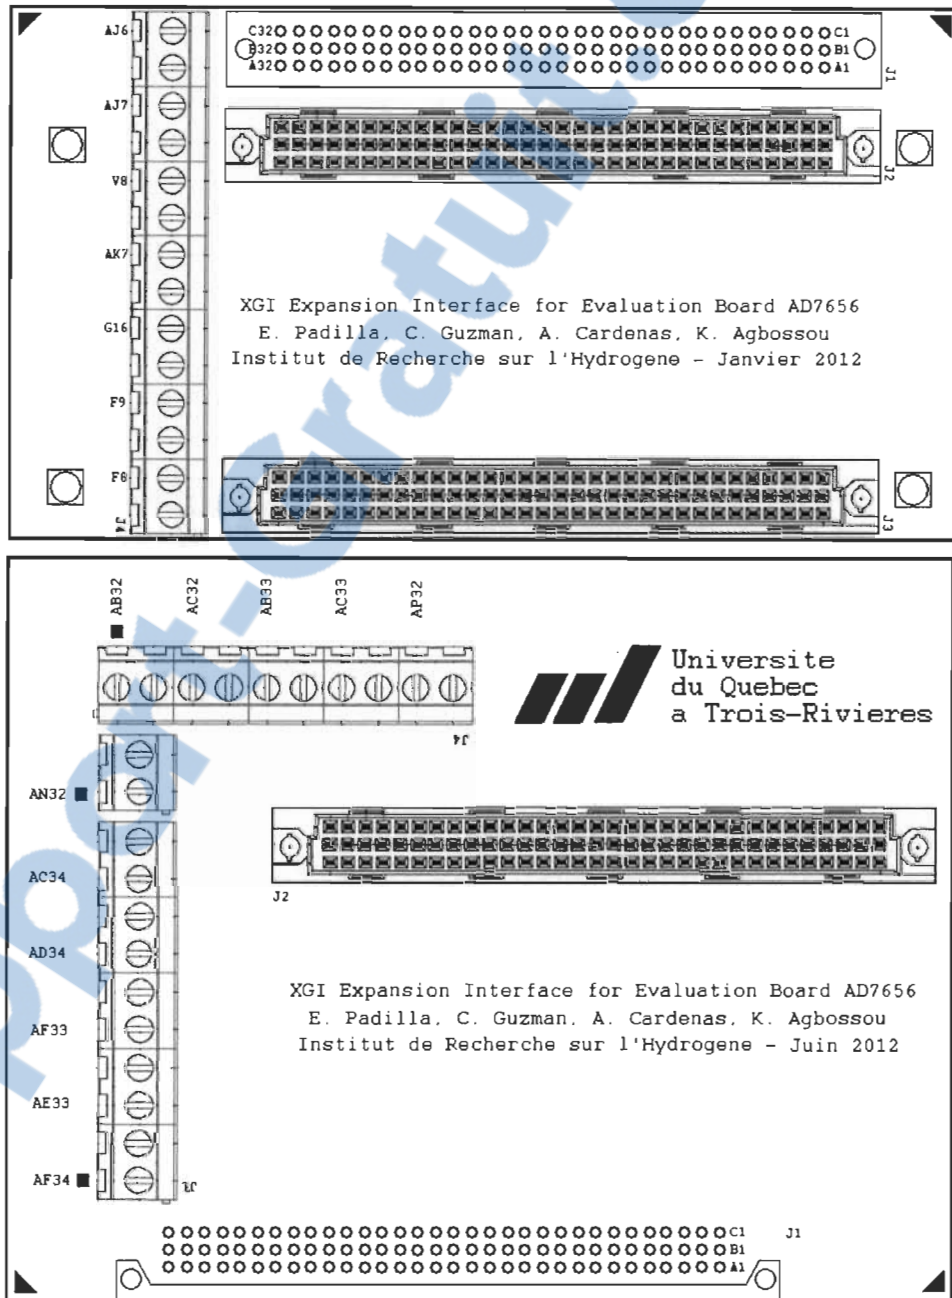 AJ6
C32
C1
B32
B1
A32
A1
J1
AJ7
J2
V8
AK7
XGI Expansion Interface for Evaluation Board AD7656
G16
E. Padilla, C. Guzman, A. Cardenas, K. Agbossou
Institut de Recherche sur l'Hydrogene - Janvier 2012
F9
F6
J4
J3
AB32
AC32
AB33
AC33
AP32
Universite
du Quebec
a Trois-Rivieres
J4
AN32
AC34
J2
AD34
XGI Expansion Interface for Evaluation Board AD7656
E. Padilla, C. Guzman, A. Cardenas, K. Agbossou
AF33
Institut de Recherche sur l'Hydrogene - Juin 2012
AE33
AF34
C1
J1
B1
A1